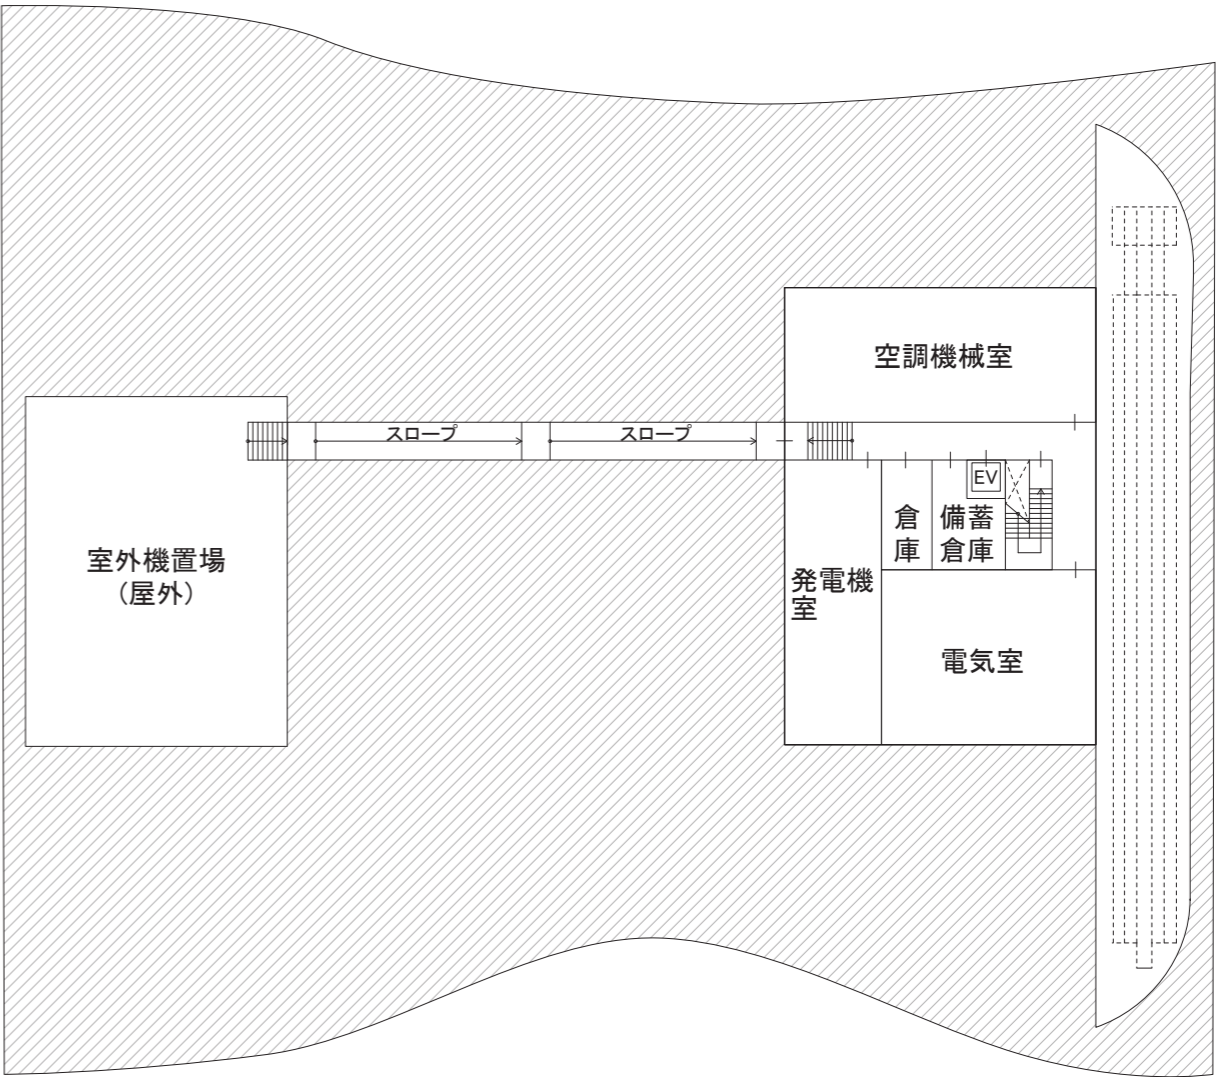 空調機械室
スロープ
スロープ
EV
倉
庫
備蓄
倉庫
室外機置場
（屋外）
発電機
室
電気室